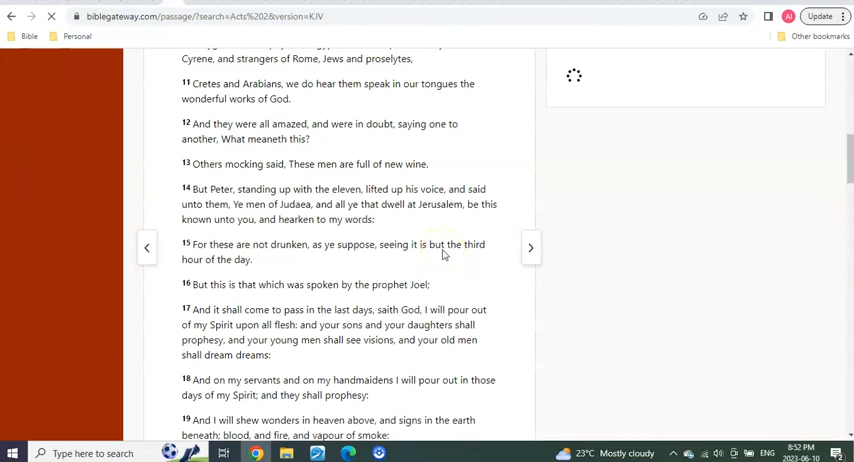 biblegateway.com/passage/?search=Acts%202&version=KJV
AI
Update
Bible
Personal
Other bookmarks
Cyrene, and strangers of Rome, Jews and proselytes,
11 Cretes and Arabians, we do hear them speak in our tongues the
wonderful works of God.
12 And they were all amazed, and were in doubt, saying one to
another, What meaneth this?
13 Others mocking said, These men are full of new wine.
14 But Peter, standing up with the eleven, lifted up his voice, and said
unto them, Ye men of Judaea, and all ye that dwell at Jerusalem, be this
known unto you, and hearken to my words:
15 For these are not drunken, as ye suppose, seeing it is but the third
hour of the day.
16 But this is that which was spoken by the prophet Joel;
17 And it shall come to pass in the last days, saith God, I will pour out
of my Spirit upon all flesh: and your sons and your daughters shall
prophesy, and your young men shall see visions, and your old men
shall dream dreams:
18 And on my servants and on my handmaidens I will pour out in those
days of my Spirit; and they shall prophesy:
19 And I will shew wonders in heaven above, and signs in the earth
beneath; blood, and fire, and vapour of smoke:
Type here to search
23°C Mostly cloudy
ENG
8:52 PM
2023-06-10
2